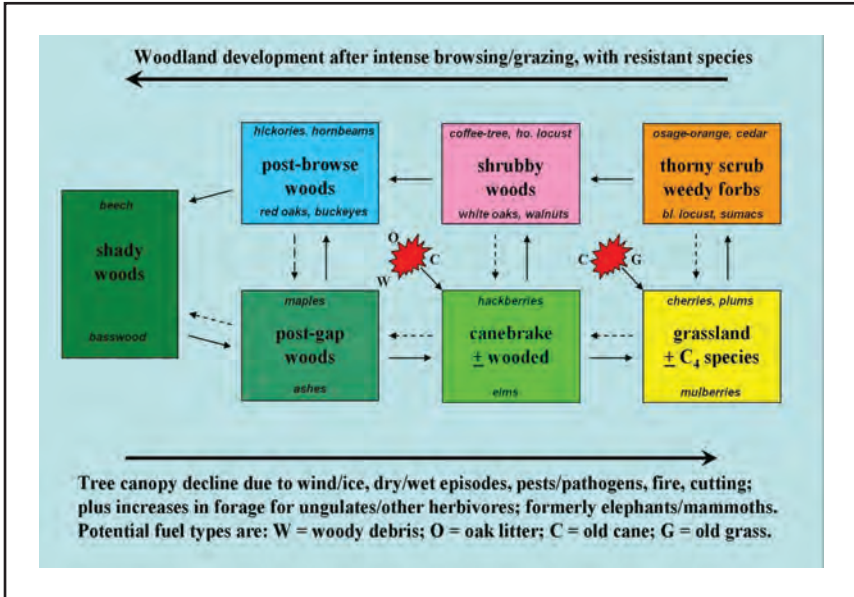 Woodland development after intense browsing/grazing, with resistant species
hickories, hornbeams
post-browse
woods
red oaks, buckeyes
coffee-tree, ho. locust
shrubby
woods
white oaks, walnuts
osage-orange, cedar
thorny scrub
weedy forbs
bl. locust, sumacs
beech
shady
woods
basswood
O
C
W
C
G
maples
post-gap
woods
ashes
hackberries
canebrake
± wooded
elms
cherries, plums
grassland
± C₄ species
mulberries
Tree canopy decline due to wind/ice, dry/wet episodes, pests/pathogens, fire, cutting;
plus increases in forage for ungulates/other herbivores; formerly elephants/mammoths.
Potential fuel types are: W = woody debris; O = oak litter; C = old cane; G = old grass.